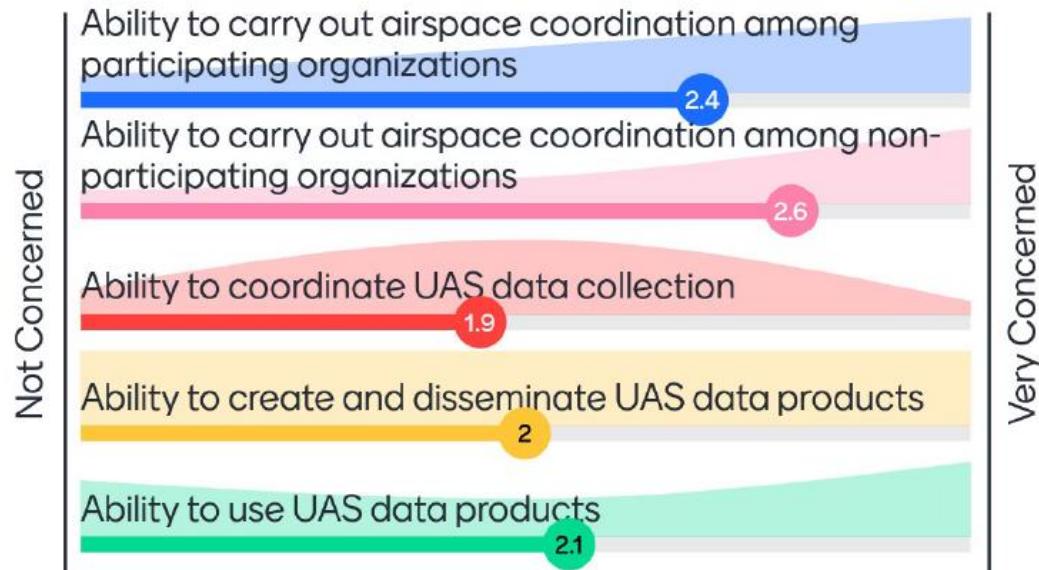 Not Concerned
Ability to carry out airspace coordination among
participating organizations
2.4
Ability to carry out airspace coordination among non-
participating organizations
2.6
Ability to coordinate UAS data collection
1.9
Ability to create and disseminate UAS data products
2
Ability to use UAS data products
2.1
Very Concerned